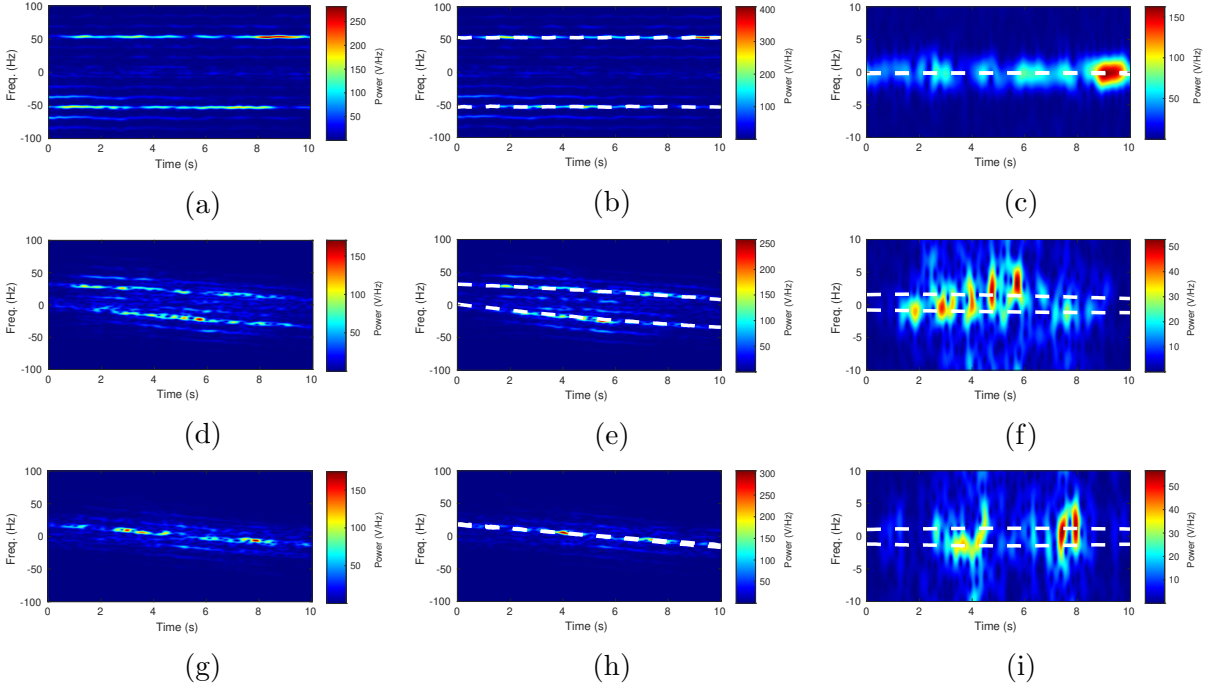 100
50
0
-50
-100
Freq. (Hz)
0 2 4 6 8 10
Time (s)
250
200
150
100
50
Power (V/Hz)
(a)
100
50
0
-50
-100
Freq. (Hz)
0 2 4 6 8 10
Time (s)
400
300
200
100
Power (V/Hz)
(b)
10
5
0
-5
-10
Freq. (Hz)
0 2 4 6 8 10
Time (s)
150
100
50
Power (V/Hz)
(c)
100
50
0
-50
-100
Freq. (Hz)
0 2 4 6 8 10
Time (s)
150
100
50
Power (V/Hz)
(d)
100
50
0
-50
-100
Freq. (Hz)
0 2 4 6 8 10
Time (s)
250
200
150
100
50
Power (V/Hz)
(e)
10
5
0
-5
-10
Freq. (Hz)
0 2 4 6 8 10
Time (s)
50
40
30
20
10
Power (V/Hz)
(f)
100
50
0
-50
-100
Freq. (Hz)
0 2 4 6 8 10
Time (s)
150
100
50
Power (V/Hz)
(g)
100
50
0
-50
-100
Freq. (Hz)
0 2 4 6 8 10
Time (s)
300
250
200
150
100
50
Power (V/Hz)
(h)
10
5
0
-5
-10
Freq. (Hz)
0 2 4 6 8 10
Time (s)
50
40
30
20
10
Power (V/Hz)
(i)